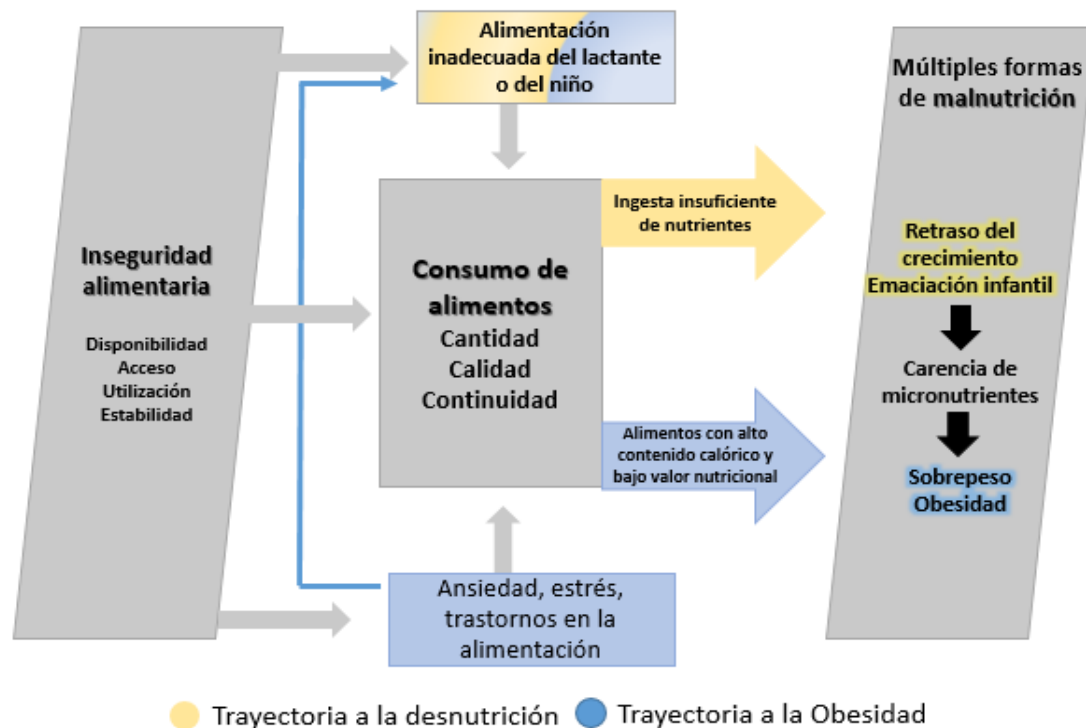 Alimentación
inadecuada del lactante
o del niño
Múltiples formas
de malnutrición
Inseguridad
alimentaria
Disponibilidad
Acceso
Utilización
Estabilidad
Consumo de
alimentos
Cantidad
Calidad
Continuidad
Ingesta insuficiente
de nutrientes
Alimentos con alto
contenido calórico y
bajo valor nutricional
Retraso del
crecimiento
Emaciación infantil
Carencia de
micronutrientes
Sobrepeso
Obesidad
Ansiedad, estrés,
trastornos en la
alimentación
Trayectoria a la desnutrición
Trayectoria a la Obesidad